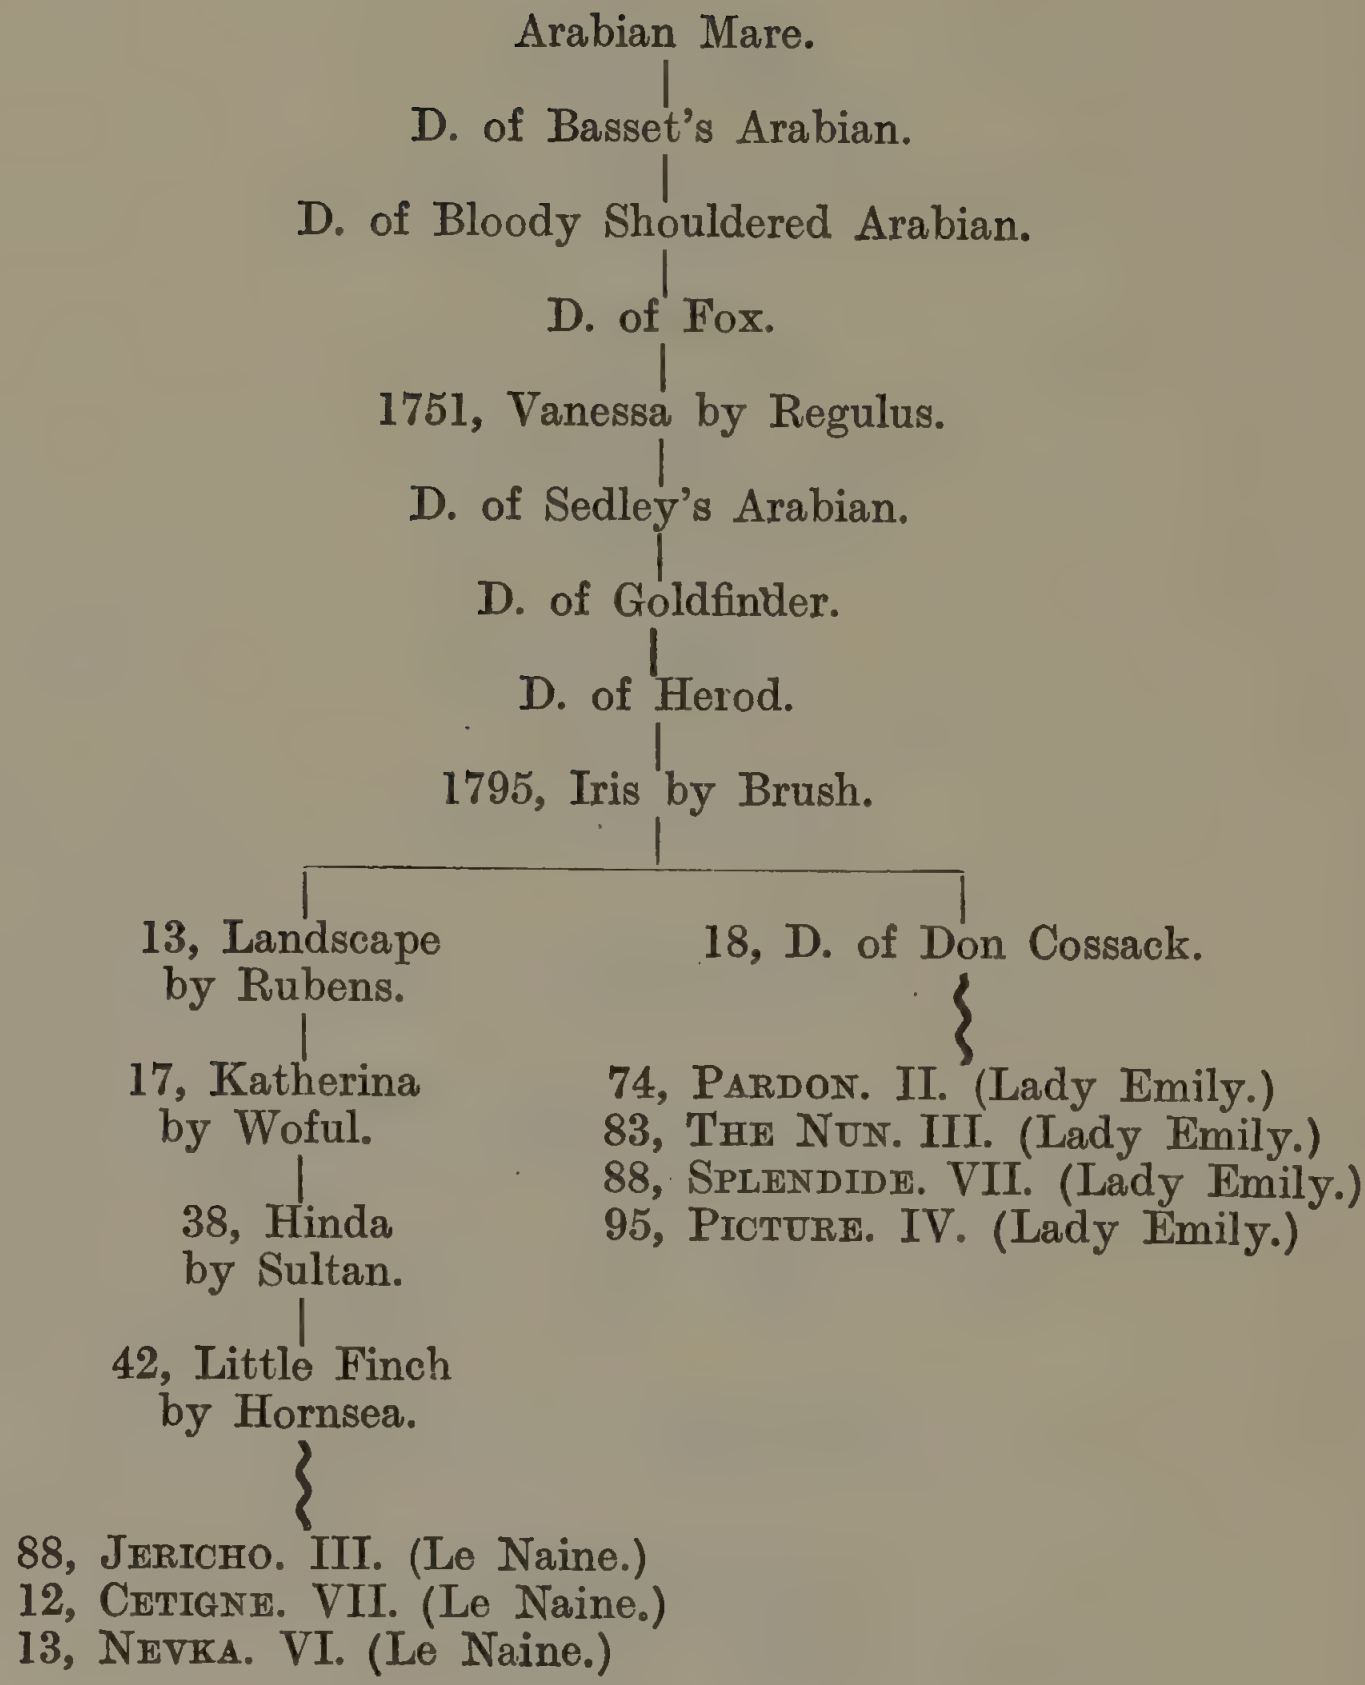 Arabian Mare.
D. of Basset's Arabian.
D. of Bloody Shouldered Arabian.
D. of Fox.
1751, Vanessa by Regulus.
D. of Sedley's Arabian.
D. of Goldfinder.
D. of Herod.
1795, Iris by Brush.
13, Landscape
by Rubens.
17, Katherina
by Woful.
38, Hinda
by Sultan.
42, Little Finch
by Hornsea.
88, JERICHO. III. (Le Naine.)
12, CETIGNE. VII. (Le Naine.)
13, NEVKA. VI. (Le Naine.)
18, D. of Don Cossack.
74, PARDON. II. (Lady Emily.)
83, THE NUN. III. (Lady Emily.)
88, SPLENDIDE. VII. (Lady Emily.)
95, PICTURE. IV. (Lady Emily.)